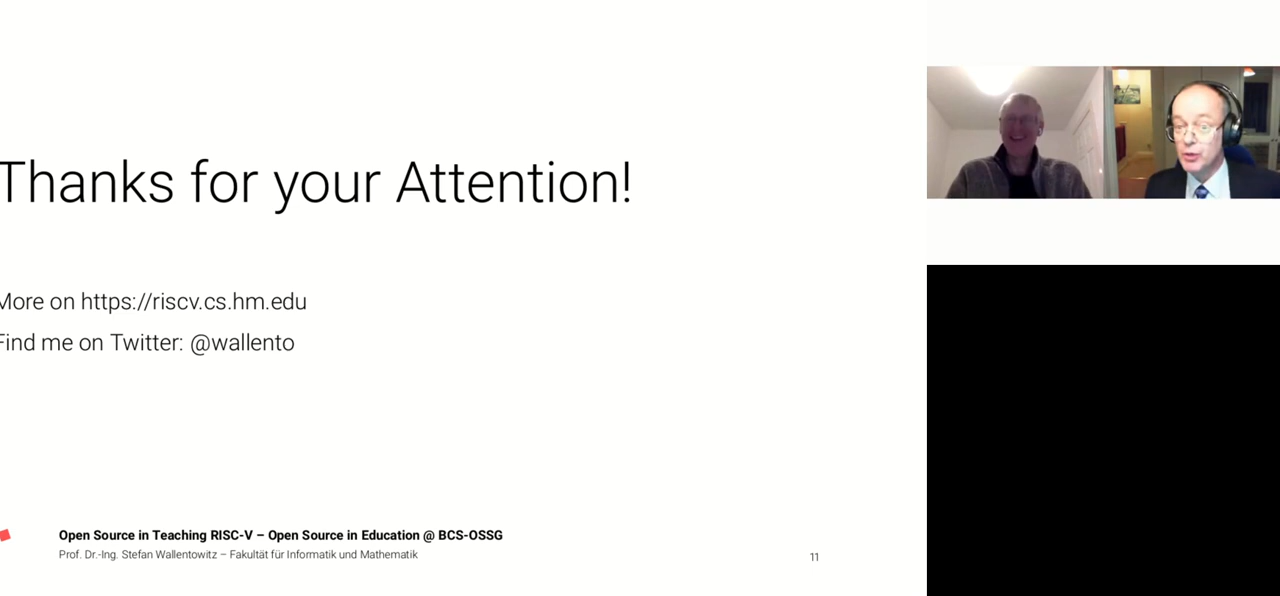 Thanks for your Attention!
More on https://riscv.cs.hm.edu
Find me on Twitter: @wallento
Open Source in Teaching RISC-V – Open Source in Education @ BCS-OSSG
Prof. Dr.-Ing. Stefan Wallentowitz – Fakultät für Informatik und Mathematik
11